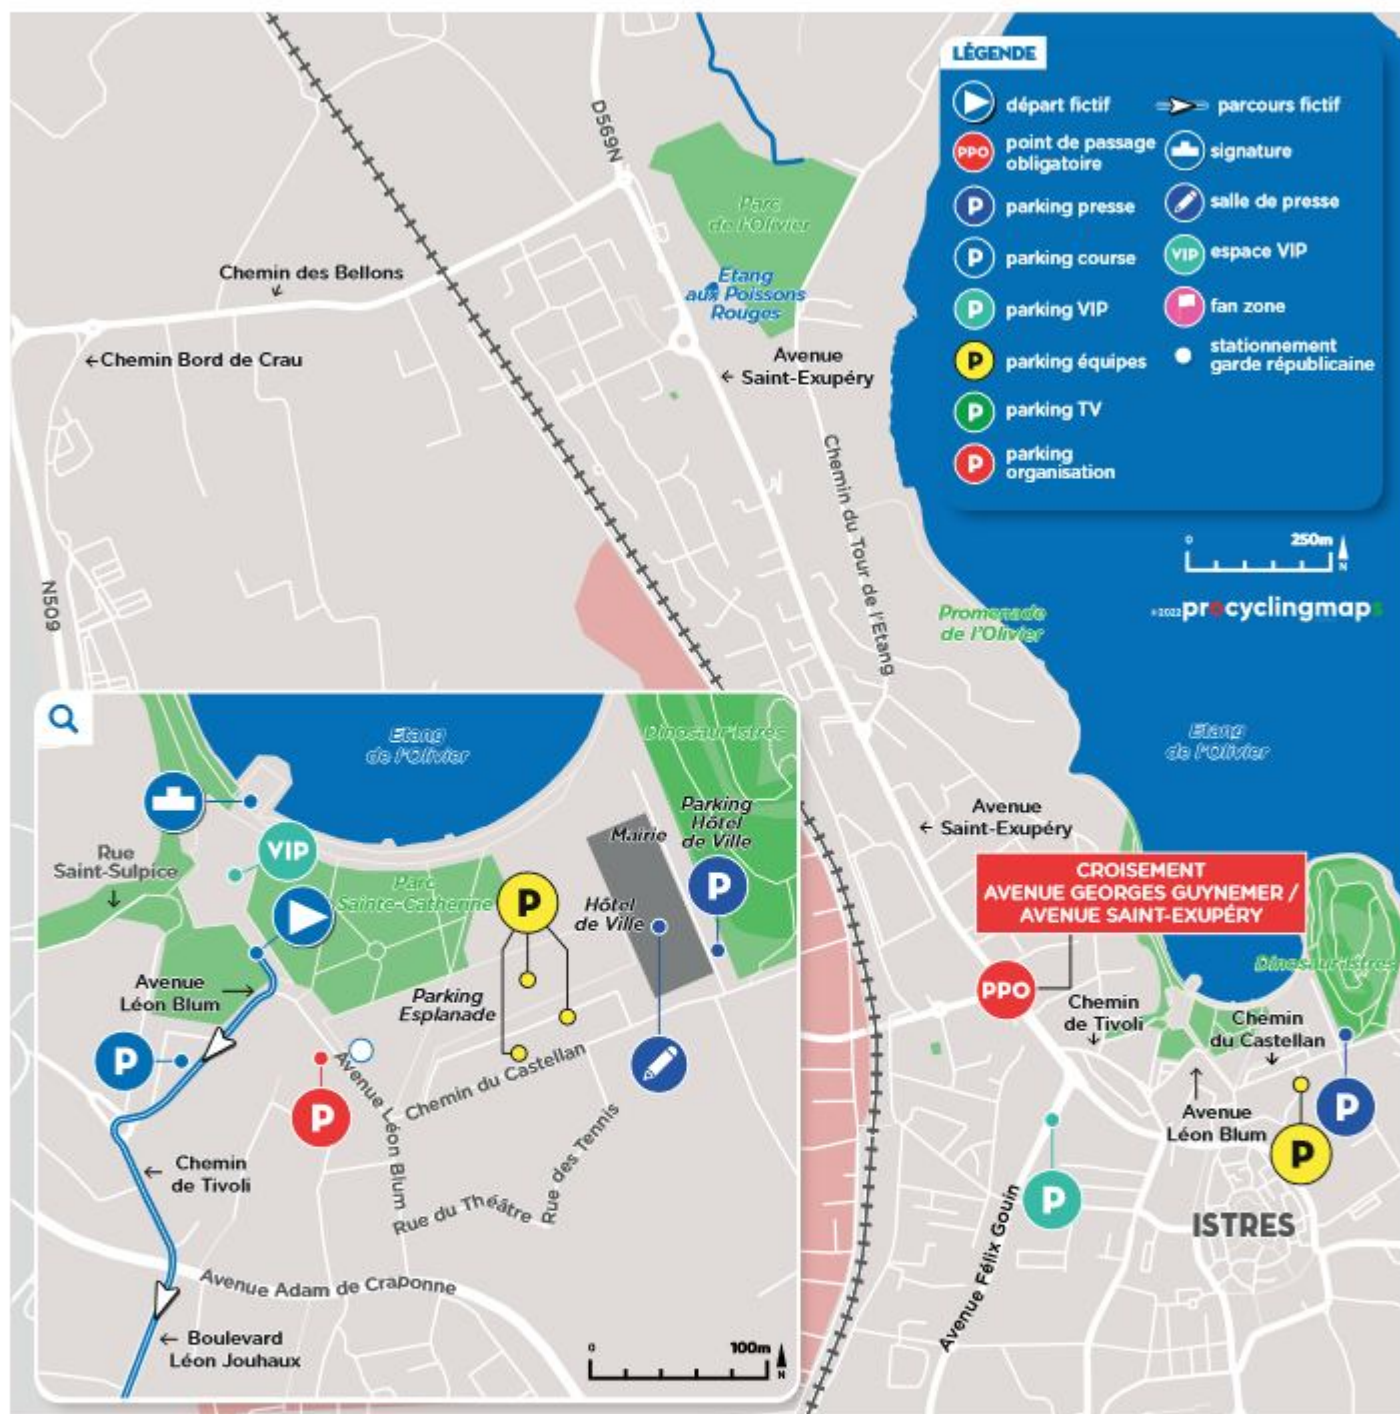 LÉGENDE
départ fictif
parcours fictif
PPO
point de passage
obligatoire
signature
P
parking presse
salle de presse
P
parking course
VIP
espace VIP
P
parking VIP
fan zone
P
parking équipes
stationnement
garde républicaine
P
parking TV
P
parking
organisation
0
250m
N
©2022 procyclingmaps
D569N
Parc
de l'Olivier
Etang
aux Poissons
Rouges
Chemin des Bellons
Chemin Bord de Crau
Avenue
Saint-Exupéry
Chemin du Tour de l'Etang
N509
Promenade
de l'Olivier
Etang
de l'Olivier
Avenue
Saint-Exupéry
CROISEMENT
AVENUE GEORGES GUYNEMER /
AVENUE SAINT-EXUPÉRY
PPO
Dinosaur'Istres
Chemin
de Tivoli
Chemin
du Castellan
Avenue
Léon Blum
P
P
P
ISTRES
Avenue Félix Gouin
Etang
de l'Olivier
Dinosaur'Istres
Rue
Saint-Sulpice
VIP
Parc
Sainte-Catherine
P
Mairie
Parking
Hôtel
de Ville
P
Hôtel
de Ville
Avenue
Léon Blum
Parking
Esplanade
P
P
Avenue Léon Blum
Chemin du Castellan
Rue des Tennis
Rue du Théâtre
Chemin
de Tivoli
Avenue Adam de Craponne
Boulevard
Léon Jouhaux
0
100m
N